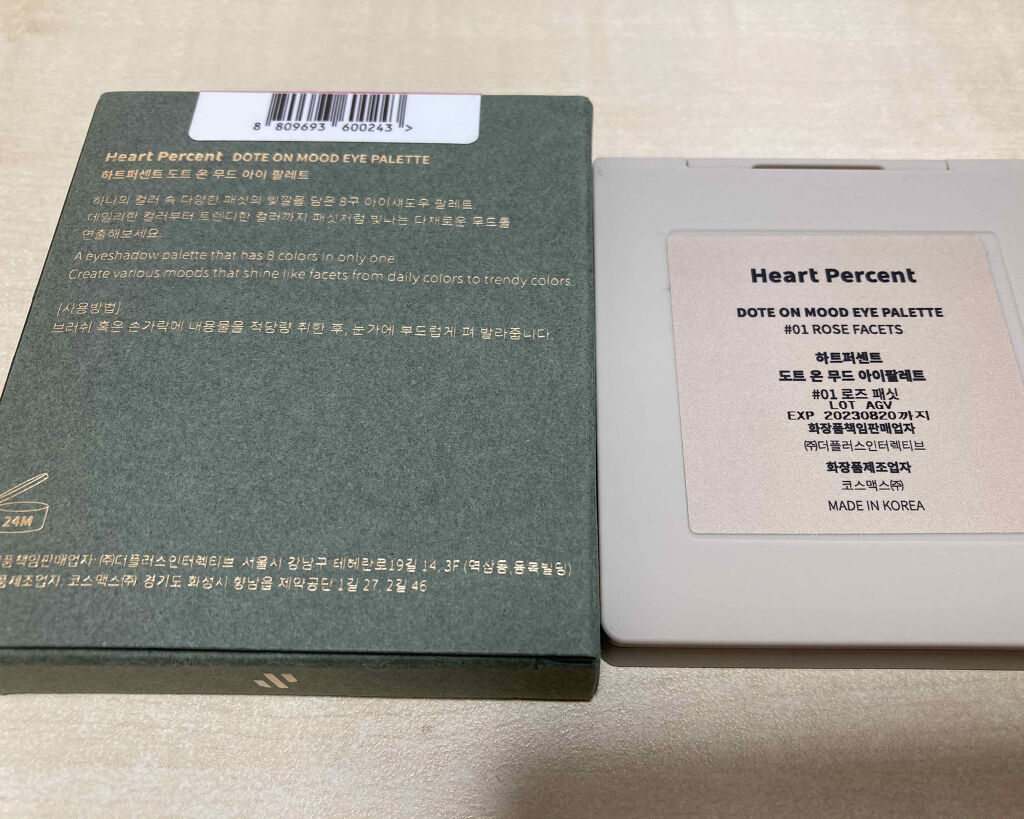 8 809693 600243 >
Heart Percent DOTE ON MOOD EYE PALETTE
하트퍼센트 도트 온 무드 아이 팔레트
하나의 컬러 속 다양한 패싯의 빛깔을 담은 8구 아이섀도우 팔레트
데일리한 컬러부터 트렌디한 컬러까지 패싯처럼 빛나는 다채로운 무드를
연출해보세요.
A eyeshadow palette that has 8 colors in only one
Create various moods that shine like facets from daily colors to trendy colors.
[사용방법]
브러쉬 혹은 손가락에 내용물을 적당량 취한 후, 눈가에 부드럽게 펴 발라줍니다.
24M
품책임판매업자 ㈜더플러스인터렉티브 서울시 강남구 테헤란로19길 14, 3F (역삼동,동복빌딩)
품제조업자 코스맥스㈜ 경기도 화성시 향남읍 제약공단 1길 27, 2길 46
Heart Percent
DOTE ON MOOD EYE PALETTE
#01 ROSE FACETS
하트퍼센트
도트 온 무드 아이팔레트
#01 로즈 패싯
LOT AGV
EXP 20230820까지
화장품책임판매업자
㈜더플러스인터렉티브
화장품제조업자
코스맥스㈜
MADE IN KOREA